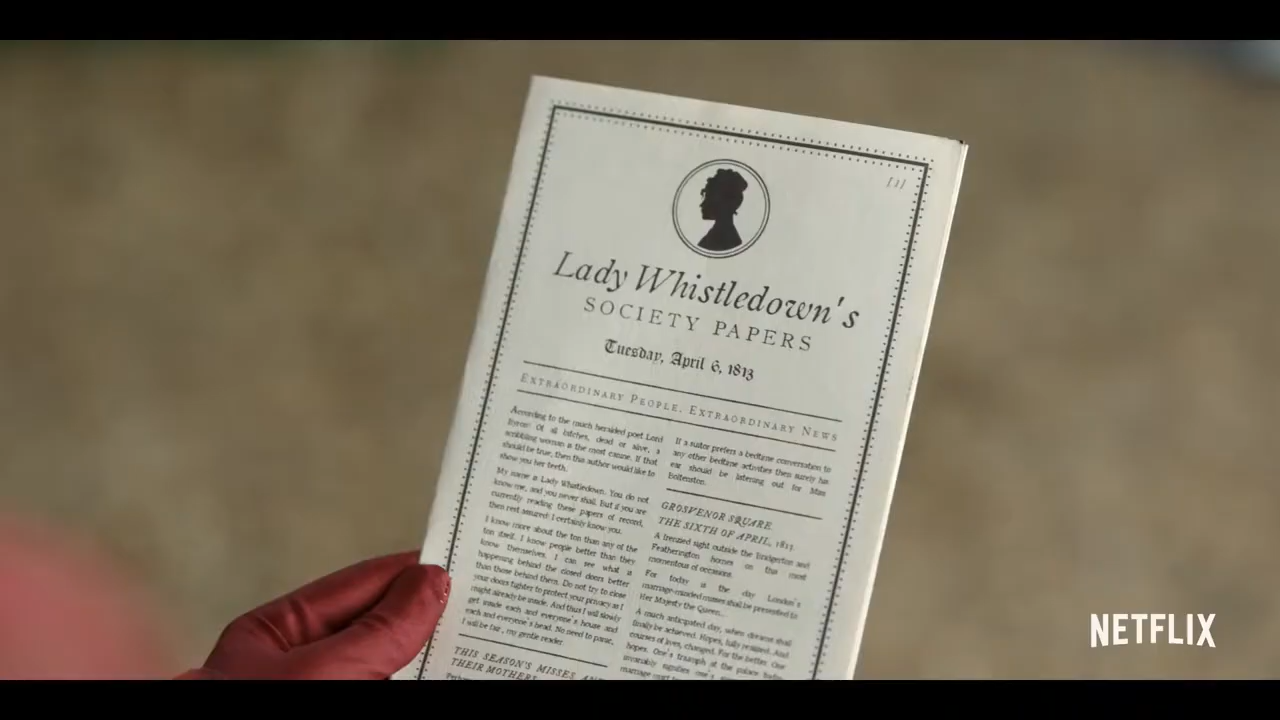 [1]
Lady Whistledown's
SOCIETY PAPERS
Tuesday, April 6, 1813
EXTRAORDINARY PEOPLE, EXTRAORDINARY NEWS
According to the much heralded poet Lord
Byron: Of all bitches, dead or alive, a
scribbling woman is the most canine. If that
should be true, then this author would like to
show you her teeth.
My name is Lady Whistledown. You do not
know me, and you never shall. But if you are
currently reading these papers of record,
then rest assured: I certainly know you.
I know more about the ton than any of the
ton itself. I know people better than they
know themselves. I can see what is
happening behind the closed doors better
than those behind them. Do not try to close
your doors tighter to protect your privacy as I
might already be inside. And thus I will slowly
get inside each and everyone's house and
each and everyone's head. No need to panic,
I will be fair, my gentle reader.
THIS SEASON'S MISSES, AND
THEIR MOTHERS
If a suitor prefers a bedtime conversation to
any other bedtime activities then surely his
ear should be listening out for Miss
Bottenston.
GROSVENOR SQUARE
THE SIXTH OF APRIL, 1813
A frenzied sight outside the Bridgerton and
Featherington homes on this most
momentous of occasions.
For today is the day London's
marriage-minded misses shall be presented to
Her Majesty the Queen...
A much anticipated day, when dreams shall
finally be achieved. Hopes, fully realized. And
courses of lives, changed. For the better. One
hopes. One's triumph at the palace today
invariably signifies one's
NETFLIX